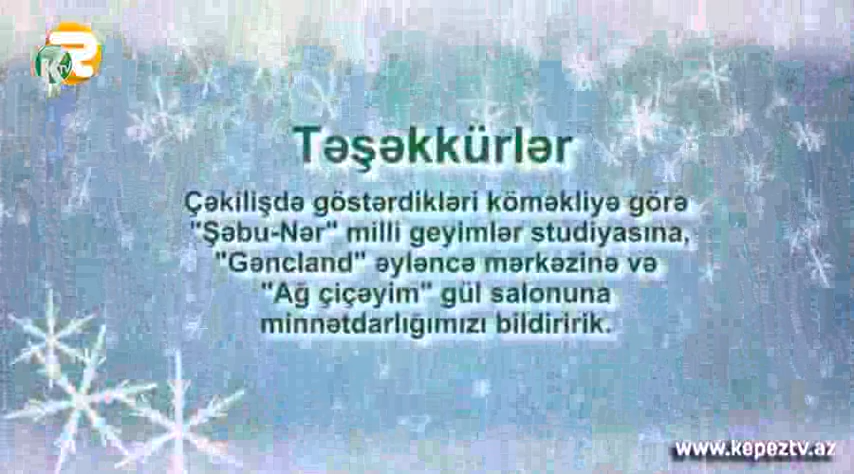 KTV
Təşəkkürlər
Çəkilişdə göstərdikləri köməkliyə görə
"Şəbu-Nər" milli geyimlər studiyasına,
"Gəncland" əyləncə mərkəzinə və
"Ağ çiçəyim" gül salonuna
minnətdarlığımızı bildiririk.
www.kepeztv.az